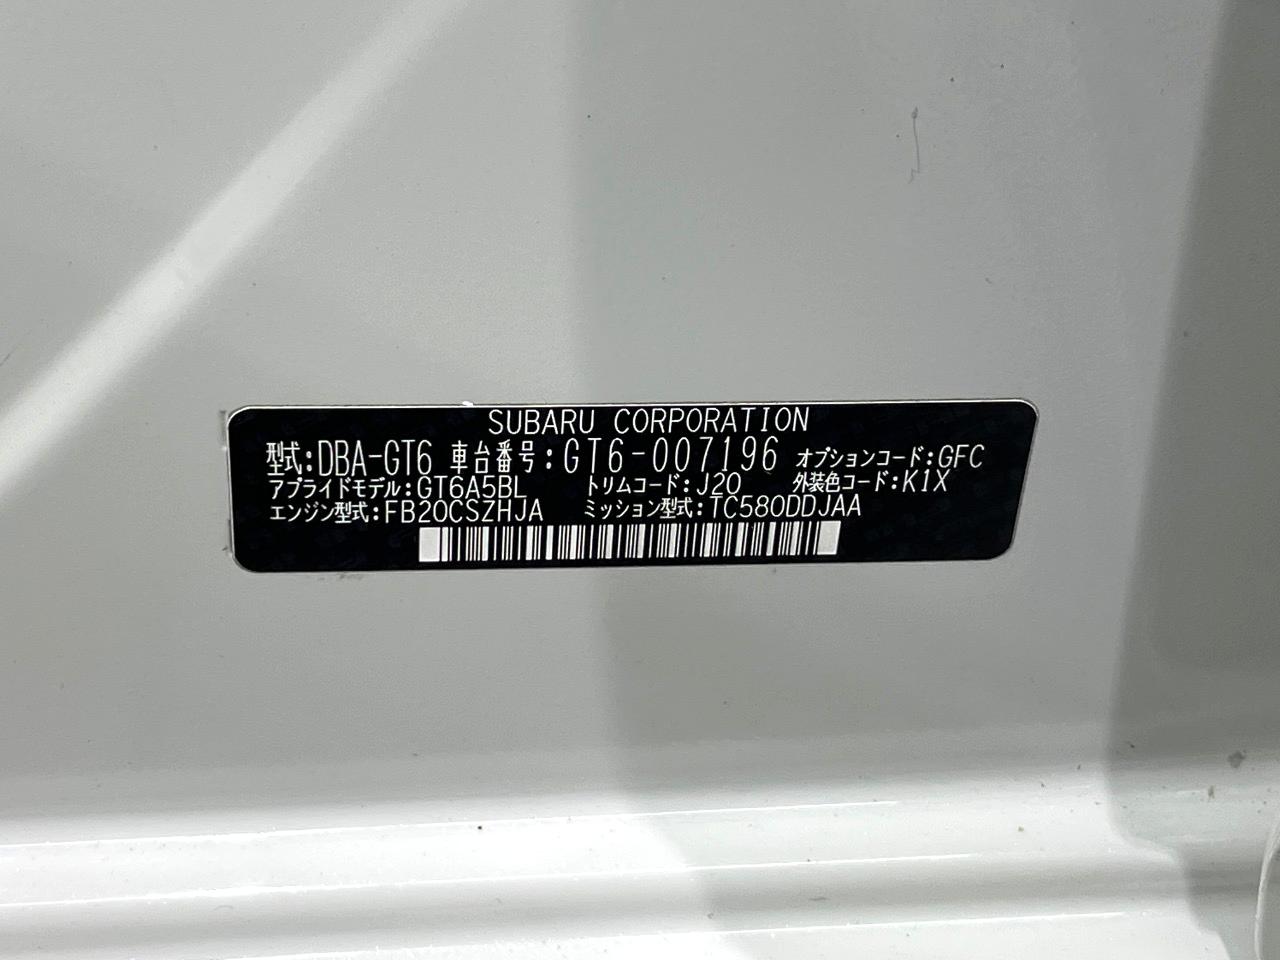 SUBARU CORPORATION
型式:DBA-GT6 車台番号:GT6-007196 オプションコード:GFC
アプライドモデル:GT6A5BL トリムコード:J20 外装色コード:K1X
エンジン型式:FB20CSZHJA ミッション型式:TC580DDJAA